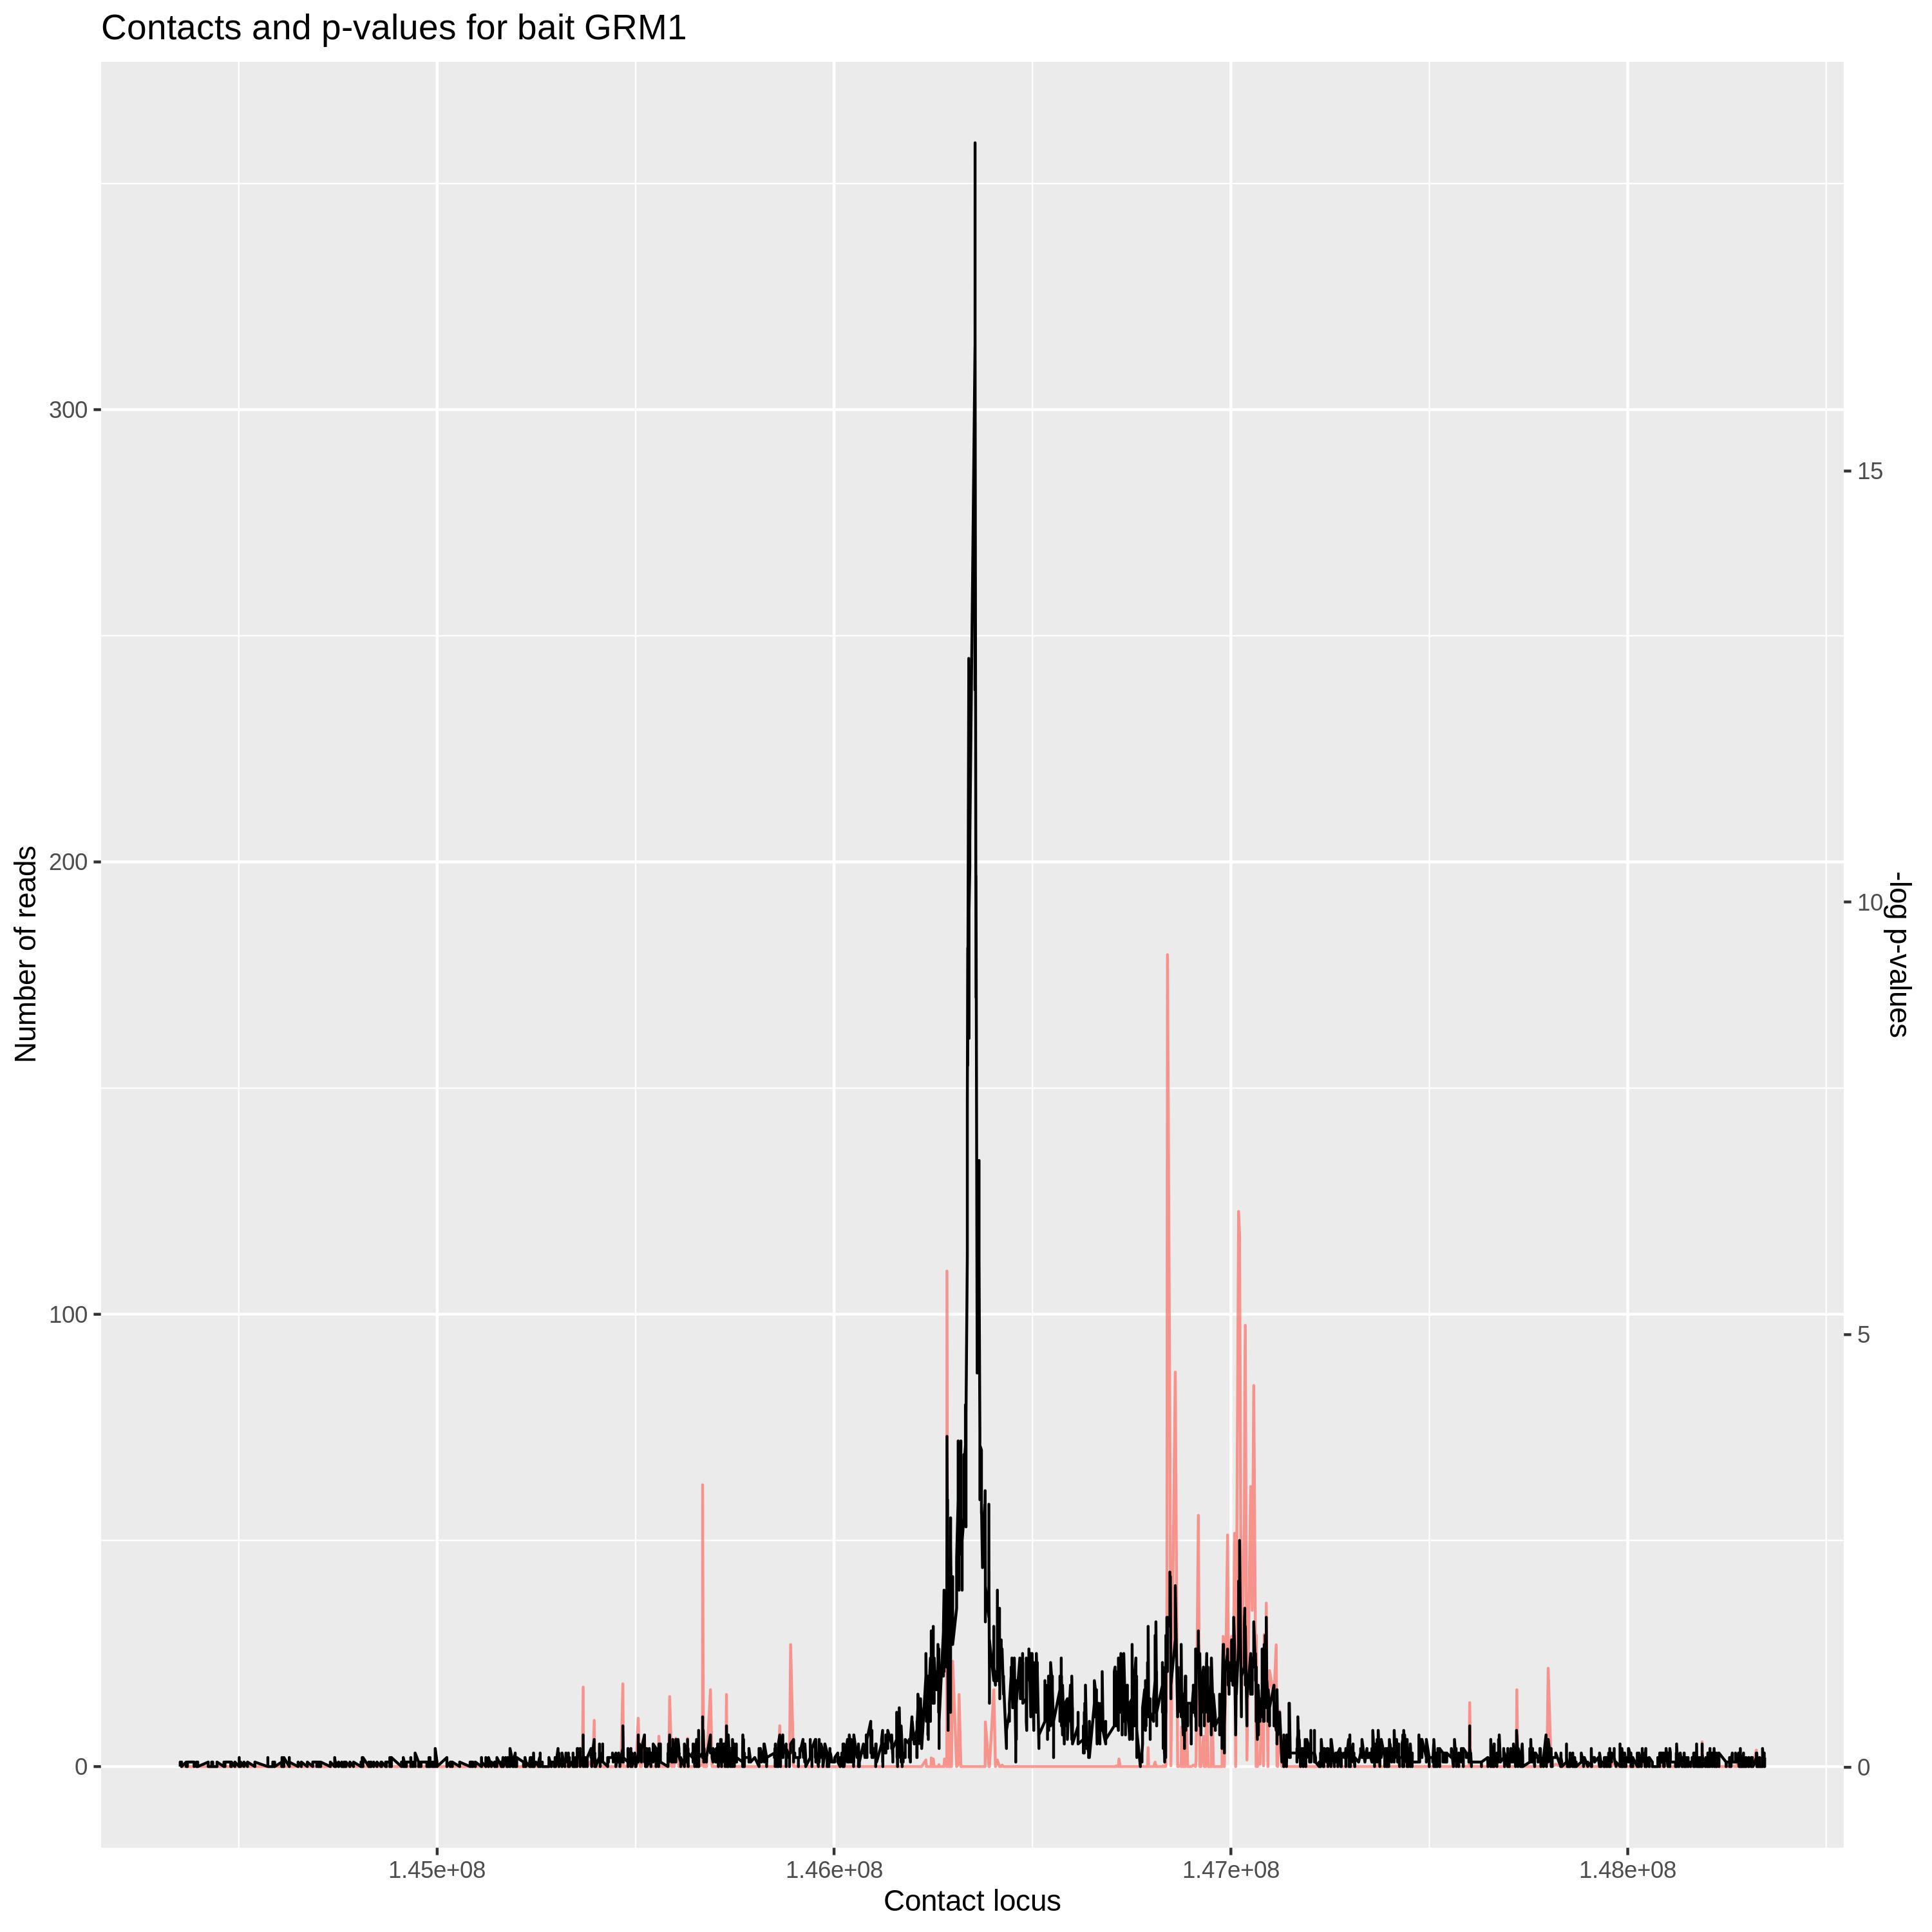 Contacts and p-values for bait GRM1
Number of reads
300
200
100
0
15
10
5
0
-log p-values
1.45e+08
1.46e+08
1.47e+08
1.48e+08
Contact locus